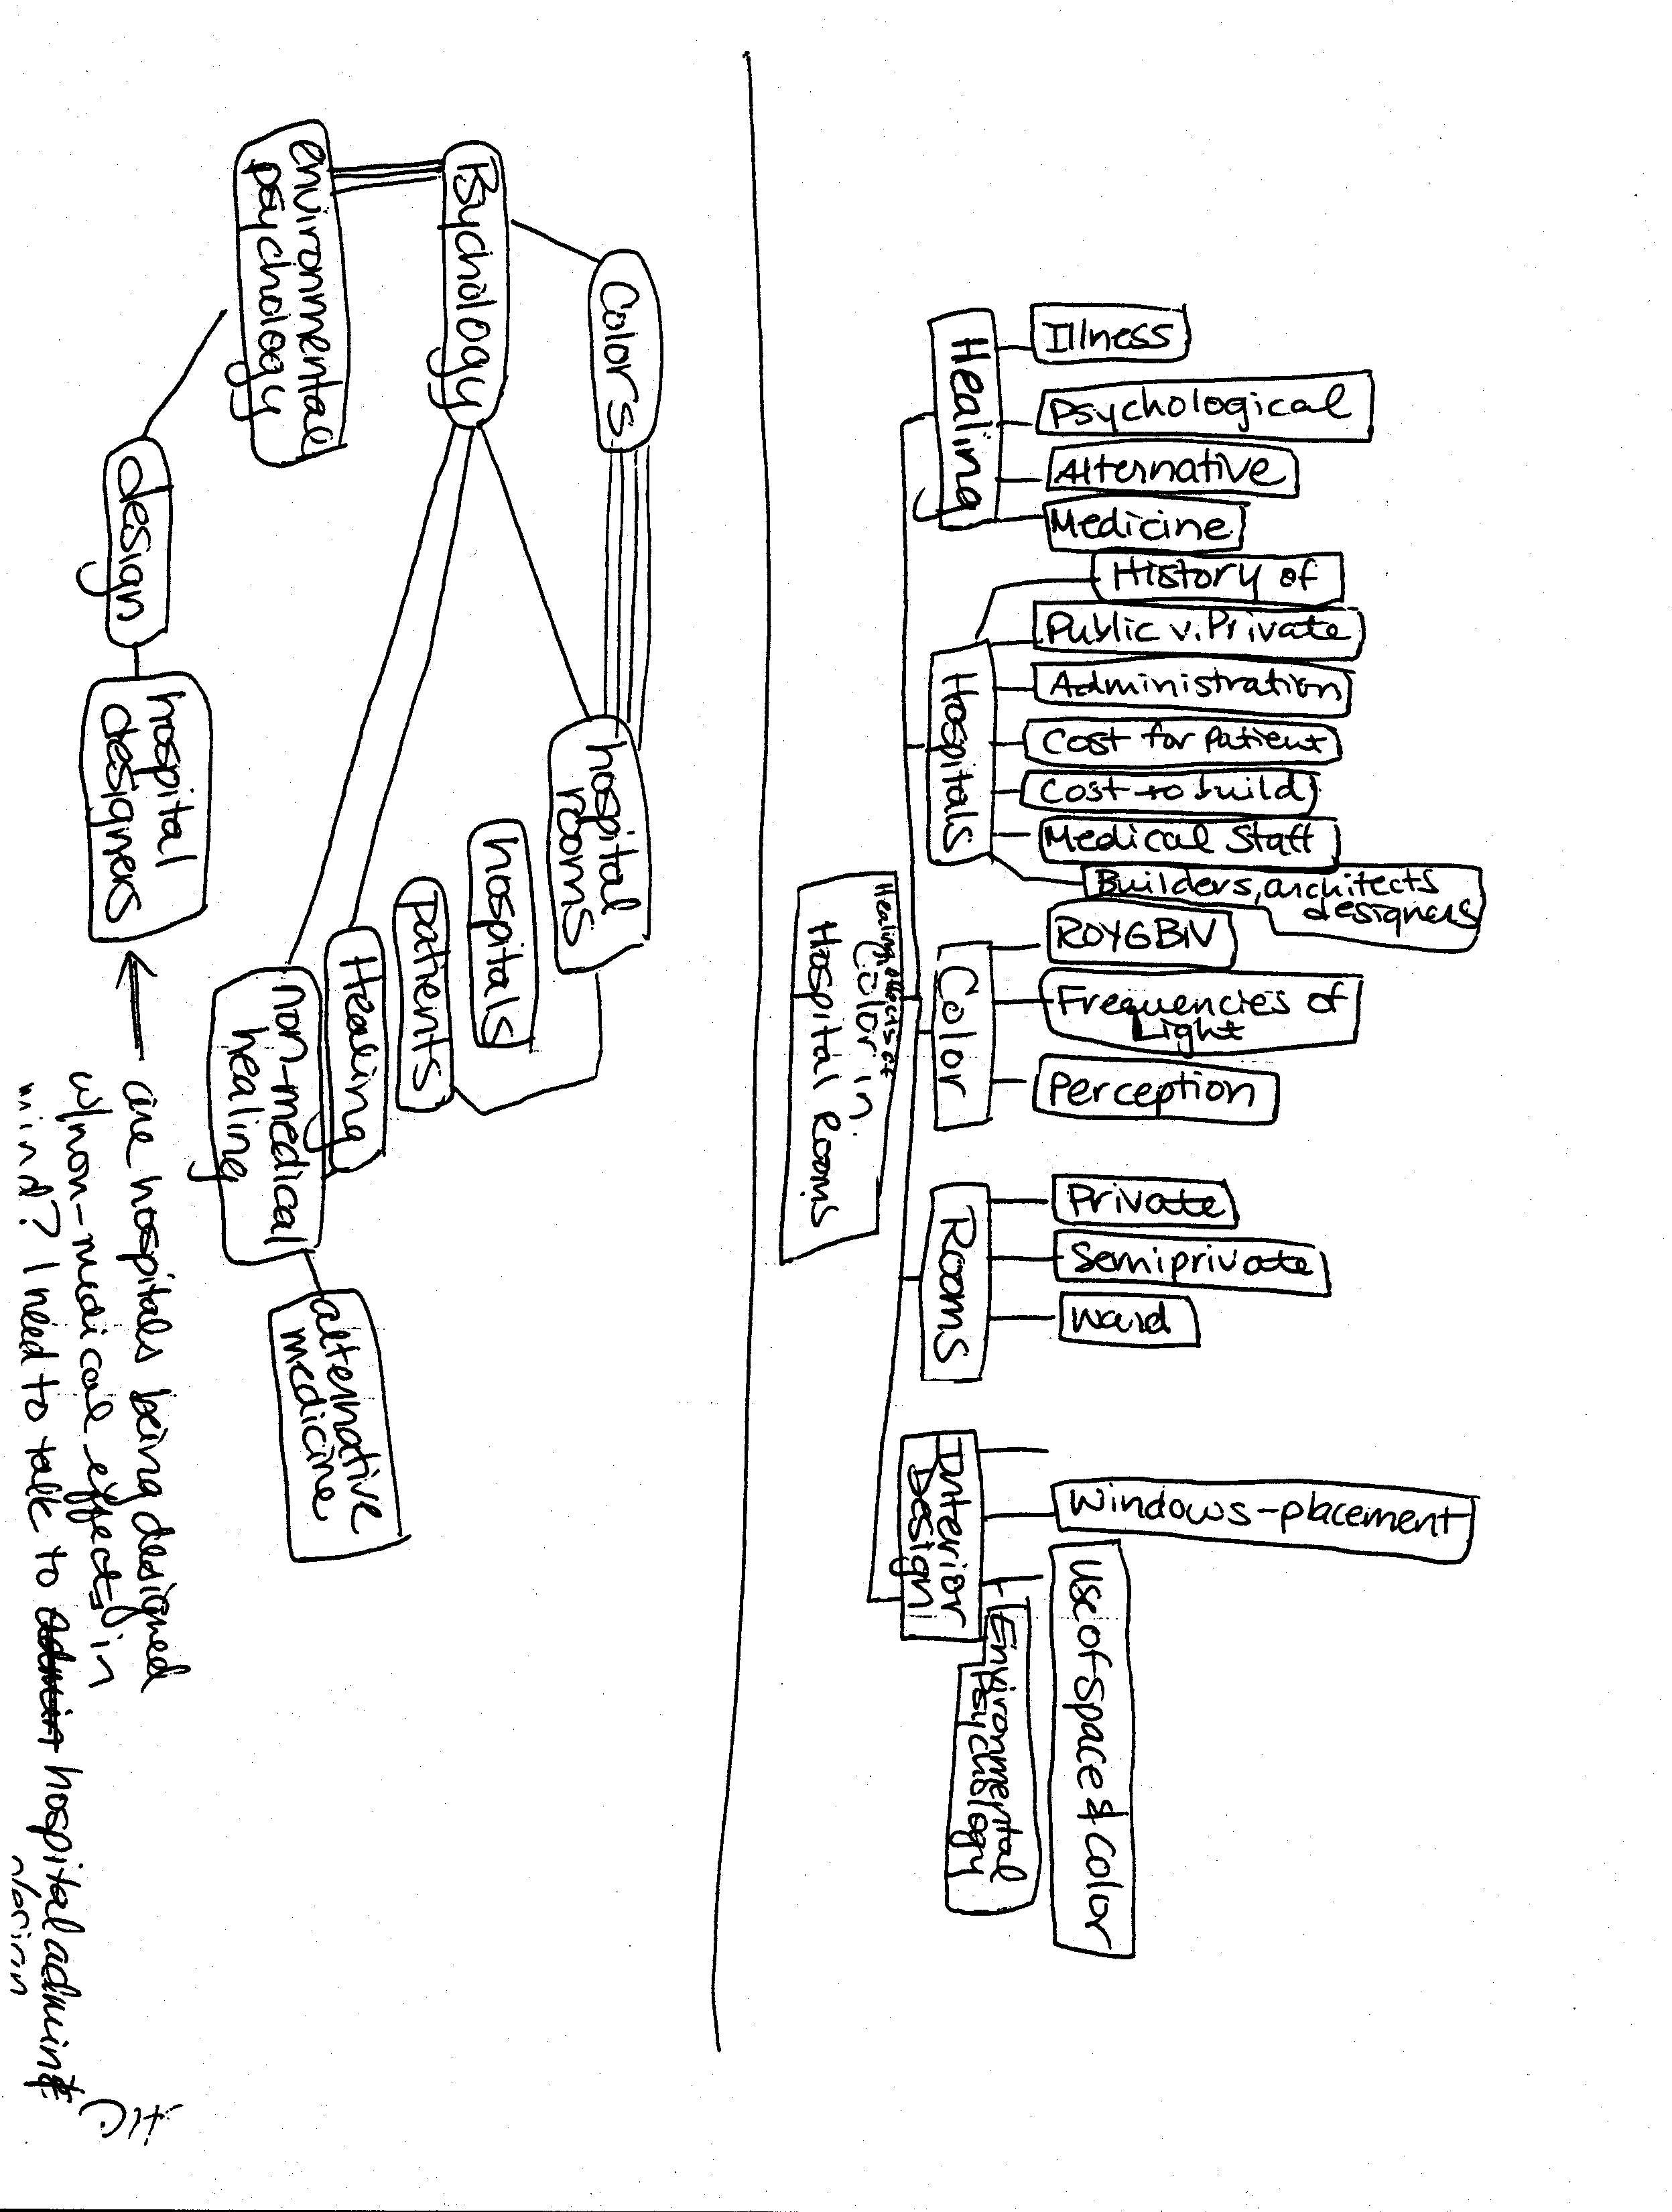 Healing effects of
Color in
Hospital Rooms
Healing
Illness
Psychological
Alternative
Medicine
Hospitals
History of
Public v. Private
Administration
Cost for Patient
Cost to build
Medical Staff
Builders, architects
designers
Color
ROYGBIV
Frequencies of
Light
Perception
Rooms
Private
Semiprivate
Ward
Interior
Design
Windows-placement
Use of Space & Color
Environmental
Psychology
Colors
Psychology
environmental
psychology
design
hospital
designers
hospital
rooms
hospitals
patients
Healing
non-medical
healing
alternative
medicine
are hospitals being designed
w/non-medical effects in
mind? I need to talk to admin hospital admin &